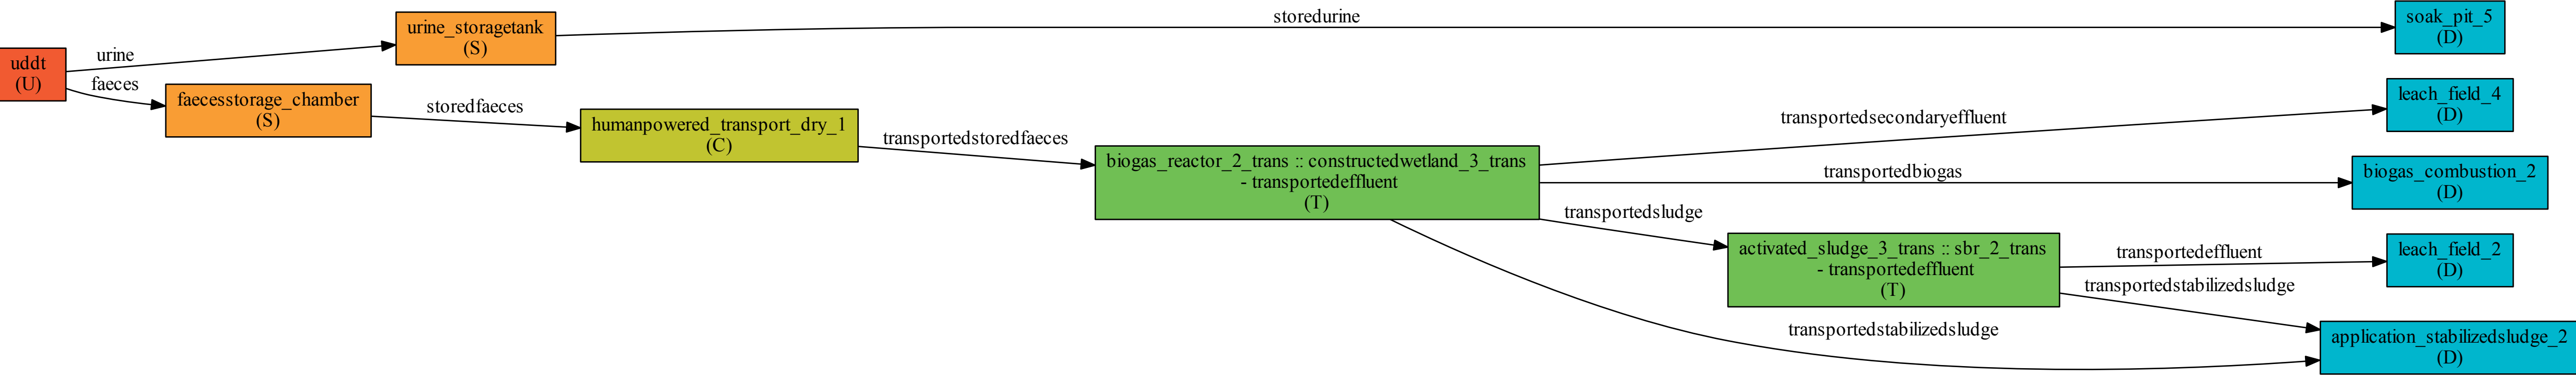 uddt
(U)
urine
faeces
urine_storagetank
(S)
faecesstorage_chamber
(S)
storedurine
storedfaeces
humanpowered_transport_dry_1
(C)
transportedstoredfaeces
biogas_reactor_2_trans :: constructedwetland_3_trans
- transportedeffluent
(T)
transportedsecondaryeffluent
transportedbiogas
transportedsludge
transportedstabilizedsludge
activated_sludge_3_trans :: sbr_2_trans
- transportedeffluent
(T)
transportedeffluent
transportedstabilizedsludge
soak_pit_5
(D)
leach_field_4
(D)
biogas_combustion_2
(D)
leach_field_2
(D)
application_stabilizedsludge_2
(D)